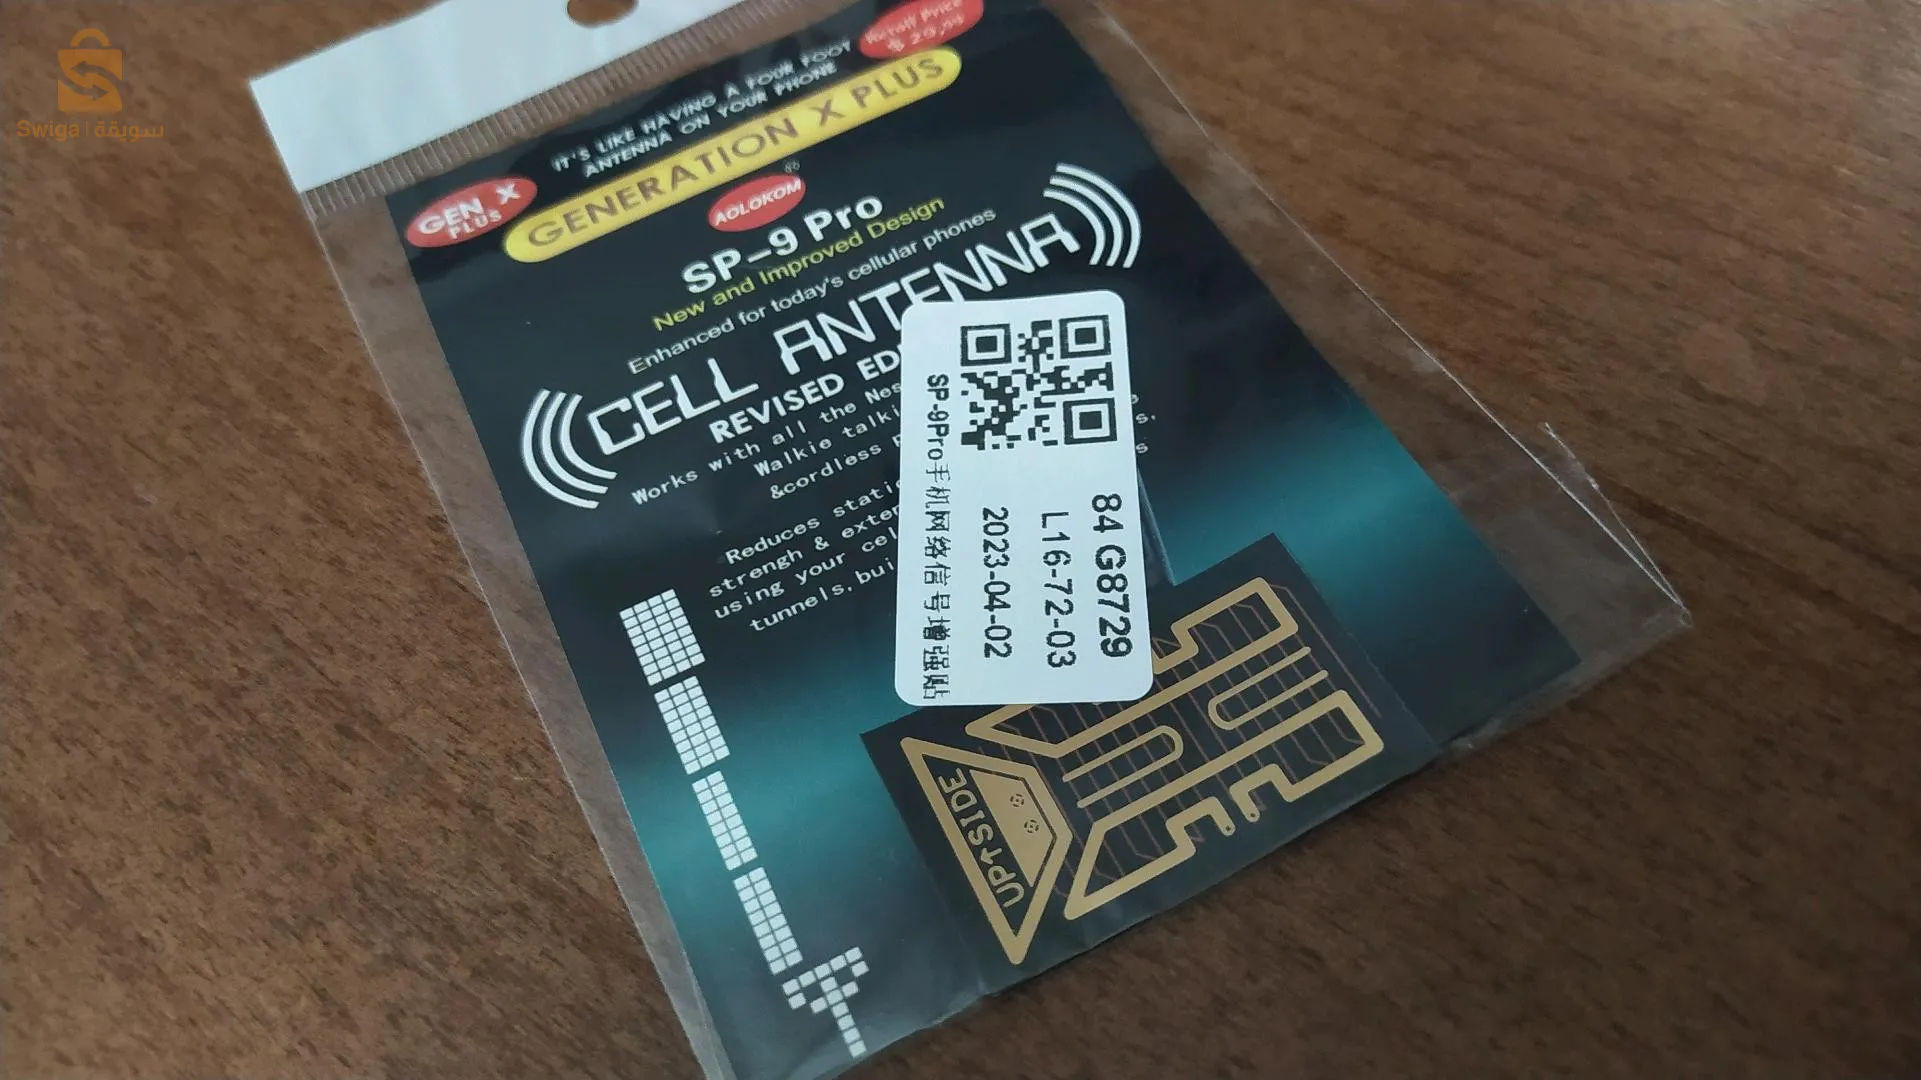 Swiga | سويقة
Retail Price
$ 29.99
IT'S LIKE HAVING A FOUR FOOT
ANTENNA ON YOUR PHONE
GENERATION X PLUS
GEN X
PLUS
AOLOKOM®
SP-9 Pro
New and Improved Design
Enhanced for today's cellular phones
CELL ANTENNA
REVISED ED
Works with all the Nes
Walkie talki
&cordless
Reduces stati
strengh & exter
using your cel
tunnels, bui
84 G8729
L16-72-03
2023-04-02
SP-9Pro手机网络信号增强贴
UP↑SIDE